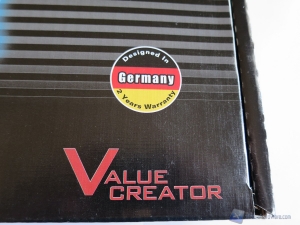 Designed In
Germany
2 Years Warranty
VALUE
CREATOR